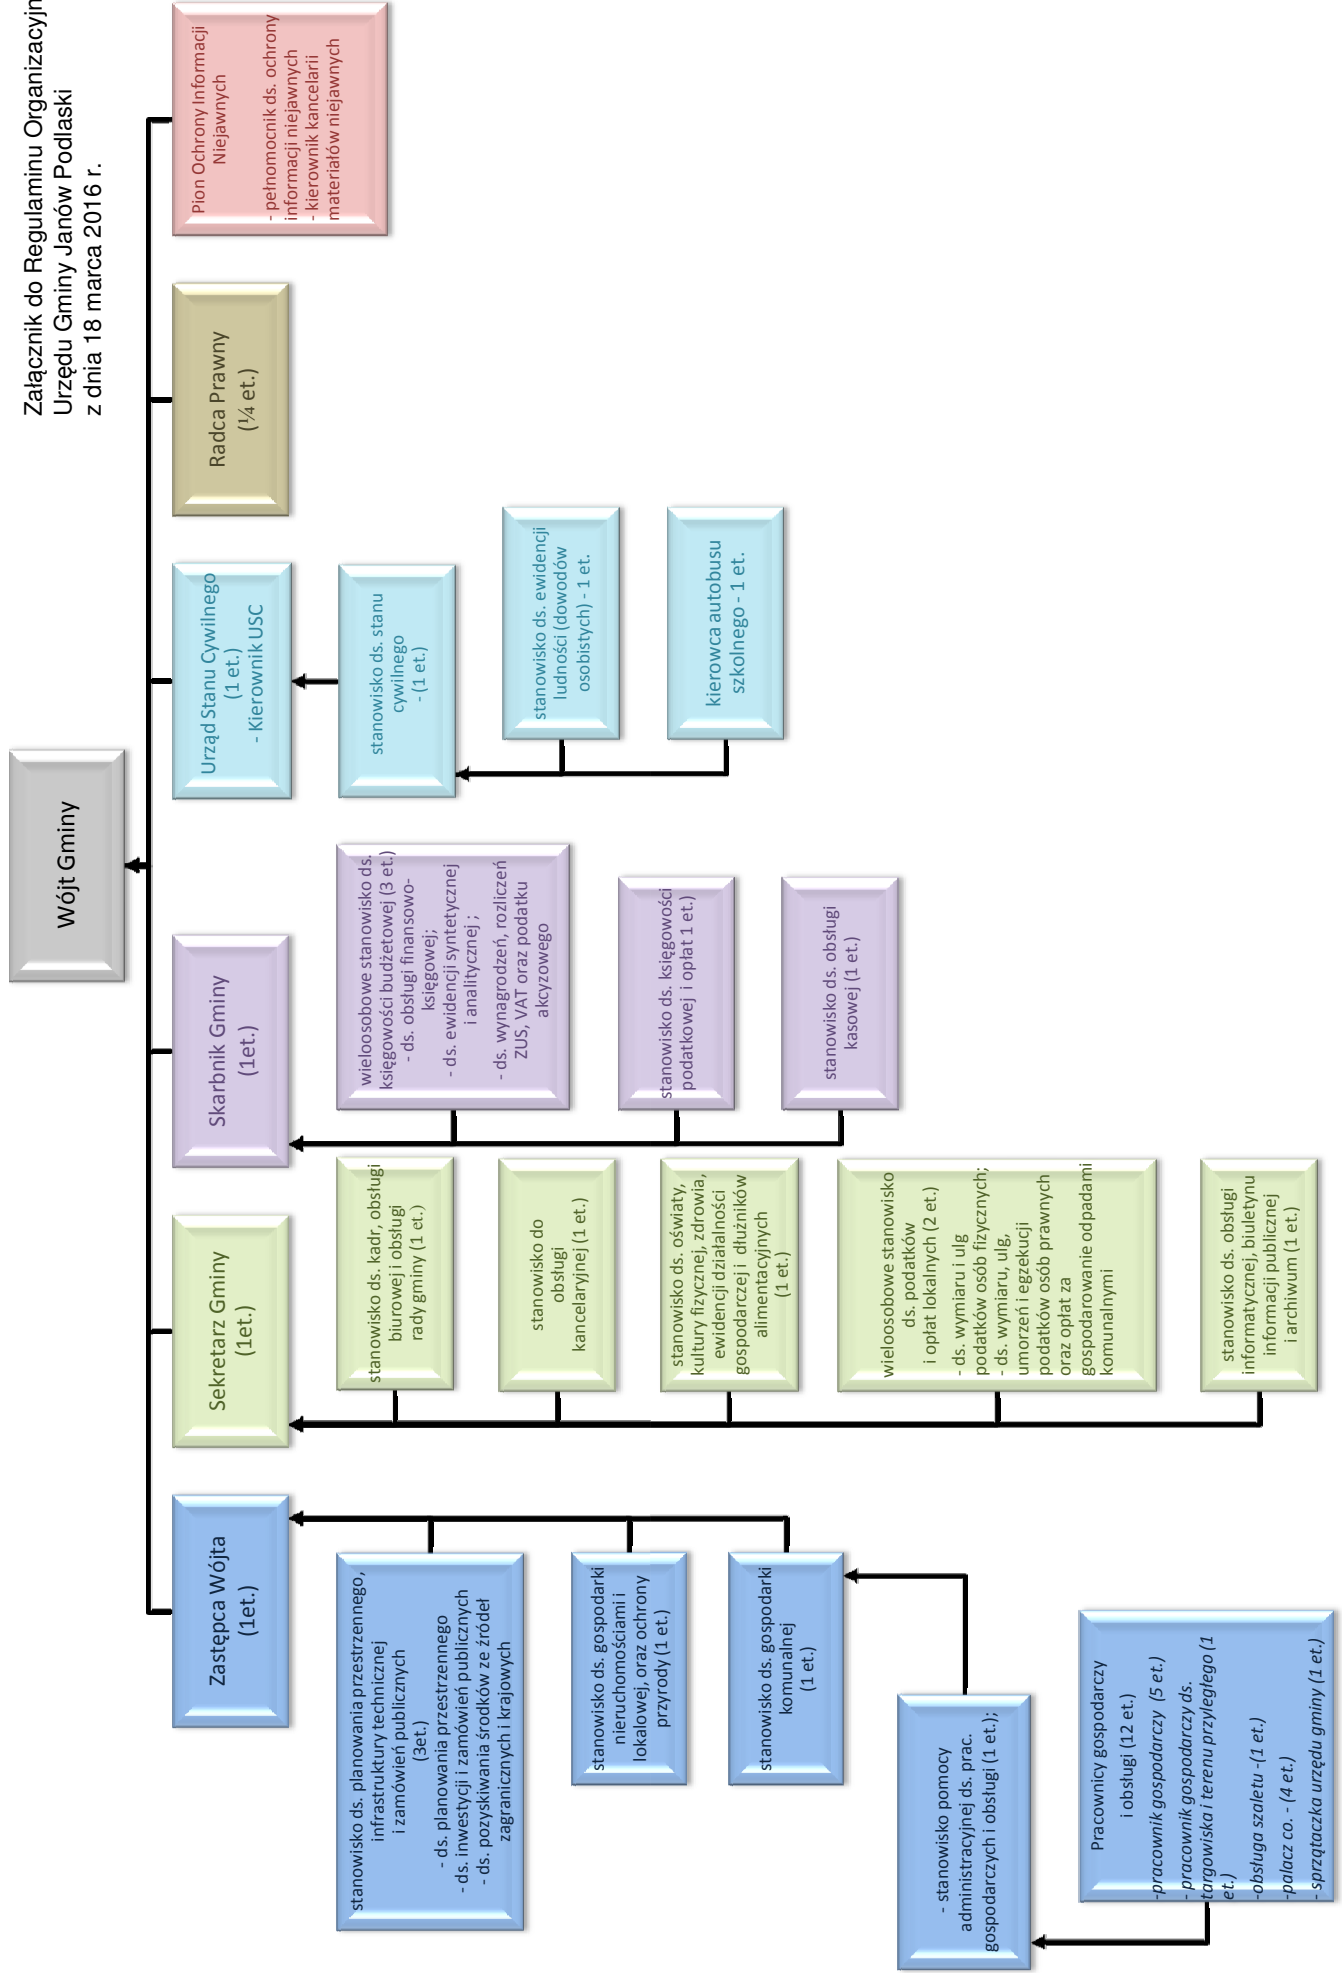 Załącznik do Regulaminu Organizacyjn
Urzędu Gminy Janów Podlaski
z dnia 18 marca 2016 r.
Wójt Gminy
Zastępca Wójta
(1et.)
Sekretarz Gminy
(1et.)
Skarbnik Gminy
(1et.)
Urząd Stanu Cywilnego
(1 et.)
- Kierownik USC
Radca Prawny
(¼ et.)
Pion Ochrony Informacji
Niejawnych
- pełnomocnik ds. ochrony
informacji niejawnych
- kierownik kancelarii
materiałów niejawnych
stanowisko ds. planowania przestrzennego,
infrastruktury technicznej
i zamówień publicznych
(3et.)
- ds. planowania przestrzennego
- ds. inwestycji i zamówień publicznych
- ds. pozyskiwania środków ze źródeł
zagranicznych i krajowych
stanowisko ds. gospodarki
nieruchomościami i
lokalowej, oraz ochrony
przyrody (1 et.)
stanowisko ds. gospodarki
komunalnej
(1 et.)
- stanowisko pomocy
administracyjnej ds. prac.
gospodarczych i obsługi (1 et.);
Pracownicy gospodarczy
i obsługi (12 et.)
-pracownik gospodarczy (5 et.)
- pracownik gospodarczy ds.
targowiska i terenu przyległego (1
et.)
-obsługa szaletu -(1 et.)
-palacz co. - (4 et.)
- sprzątaczka urzędu gminy (1 et.)
stanowisko ds. kadr, obsługi
biurowej i obsługi
rady gminy (1 et.)
stanowisko do
obsługi
kancelaryjnej (1 et.)
stanowisko ds. oświaty,
kultury fizycznej, zdrowia,
ewidencji działalności
gospodarczej i dłużników
alimentacyjnych
(1 et.)
wieloosobowe stanowisko
ds. podatków
i opłat lokalnych (2 et.)
- ds. wymiaru i ulg
podatków osób fizycznych;
- ds. wymiaru, ulg,
umorzeń i egzekucji
podatków osób prawnych
oraz opłat za
gospodarowanie odpadami
komunalnymi
stanowisko ds. obsługi
informatycznej, biuletynu
informacji publicznej
i archiwum (1 et.)
wieloosobowe stanowisko ds.
księgowości budżetowej (3 et.)
- ds. obsługi finansowo-
księgowej;
- ds. ewidencji syntetycznej
i analitycznej ;
- ds. wynagrodzeń, rozliczeń
ZUS, VAT oraz podatku
akcyzowego
stanowisko ds. księgowości
podatkowej i opłat 1 et.)
stanowisko ds. obsługi
kasowej (1 et.)
stanowisko ds. stanu
cywilnego
- (1 et.)
stanowisko ds. ewidencji
ludności (dowodów
osobistych) - 1 et.
kierowca autobusu
szkolnego - 1 et.